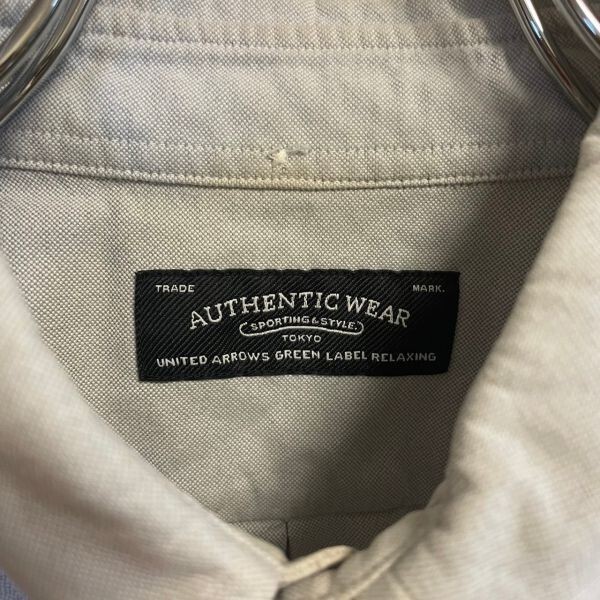 TRADE MARK.
AUTHENTIC WEAR
SPORTING & STYLE.
TOKYO
UNITED ARROWS GREEN LABEL RELAXING